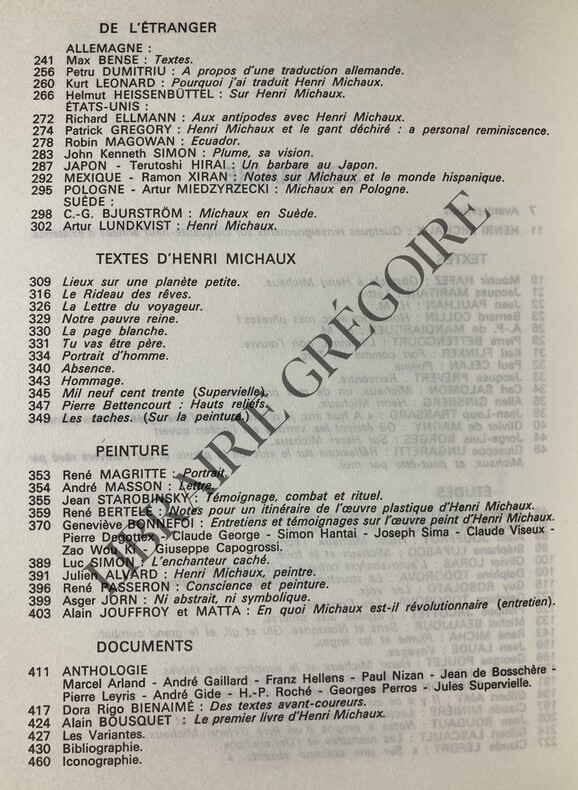 DE L'ÉTRANGER
ALLEMAGNE :
241 Max BENSE : Textes.
256 Petru DUMITRIU : A propos d'une traduction allemande.
260 Kurt LEONARD : Pourquoi j'ai traduit Henri Michaux.
266 Helmut HEISSENBÜTTEL : Sur Henri Michaux.
ÉTATS-UNIS :
272 Richard ELLMANN : Aux antipodes avec Henri Michaux.
274 Patrick GREGORY : Henri Michaux et le gant déchiré : a personal reminiscence.
278 Robin MAGOWAN : Ecuador.
283 John Kenneth SIMON : Plume, sa vision.
287 JAPON - Terutoshi HIRAI : Un barbare au Japon.
292 MEXIQUE - Ramon XIRAN : Notes sur Michaux et le monde hispanique.
295 POLOGNE - Artur MIEDZYRZECKI : Michaux en Pologne.
SUÈDE :
298 C.-G. BJURSTRÖM : Michaux en Suède.
302 Artur LUNDKVIST : Henri Michaux.
TEXTES D'HENRI MICHAUX
309 Lieux sur une planète petite.
316 Le Rideau des rêves.
326 La Lettre du voyageur.
329 Notre pauvre reine.
330 La page blanche.
331 Tu vas être père.
334 Portrait d'homme.
340 Absence.
343 Hommage.
345 Mil neuf cent trente (Supervielle).
347 Pierre Bettencourt : Hauts reliefs.
349 Les taches. (Sur la peinture.)
PEINTURE
353 René MAGRITTE : Portrait.
354 André MASSON : Lettre.
355 Jean STAROBINSKY : Témoignage, combat et rituel.
359 René BERTELÉ : Notes pour un itinéraire de l'œuvre plastique d'Henri Michaux.
370 Geneviève BONNEFOI : Entretiens et témoignages sur l'œuvre peint d'Henri Michaux.
Pierre Degottex - Claude George - Simon Hantai - Joseph Sima - Claude Viseux -
Zao Wou Ki - Giuseppe Capogrossi.
389 Luc SIMON : L'enchanteur caché.
391 Julien ALVARD : Henri Michaux, peintre.
396 René PASSERON : Conscience et peinture.
399 Asger JORN : Ni abstrait, ni symbolique.
403 Alain JOUFFROY et MATTA : En quoi Michaux est-il révolutionnaire (entretien).
DOCUMENTS
411 ANTHOLOGIE
Marcel Arland - André Gaillard - Franz Hellens - Paul Nizan - Jean de Bosschère -
Pierre Leyris - André Gide - H.-P. Roché - Georges Perros - Jules Supervielle.
417 Dora Rigo BIENAIMÉ : Des textes avant-coureurs.
424 Alain BOUSQUET : Le premier livre d'Henri Michaux.
427 Les Variantes.
430 Bibliographie.
460 Iconographie.
LIBRAIRIE GRÉGOIRE